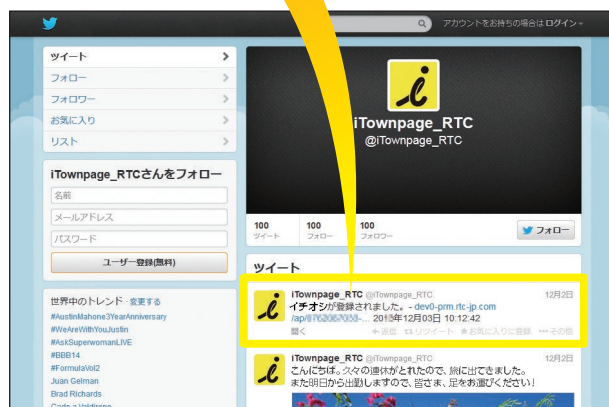 アカウントをお持ちの場合は ログイン
ツイート
フォロー
フォロワー
お気に入り
リスト
iTownpage_RTCさんをフォロー
名前
メールアドレス
パスワード
ユーザー登録(無料)
世界中のトレンド · 変更する
#AustinMahone3YearAnniversary
#WeAreWithYouJustin
#AskSuperwomanLIVE
#BBB14
#FormulaVol2
Juan Gelman
Brad Richards
i
iTownpage_RTC
@iTownpage_RTC
100 100 100
ツイート フォロー フォロワー
フォロー
ツイート
iTownpage_RTC @iTownpage_RTC 12月2日
イチオシが登録されました。- dev0-prm.rtc-jp.com
/ap/ ... 2013年12月03日 10:12:42
開く 返信 リツイート お気に入りに登録 その他
iTownpage_RTC @iTownpage_RTC 12月2日
こんにちは。久々の連休がとれたので、旅に出てきました。
また明日から出勤しますので、皆さま、足をお運びください!